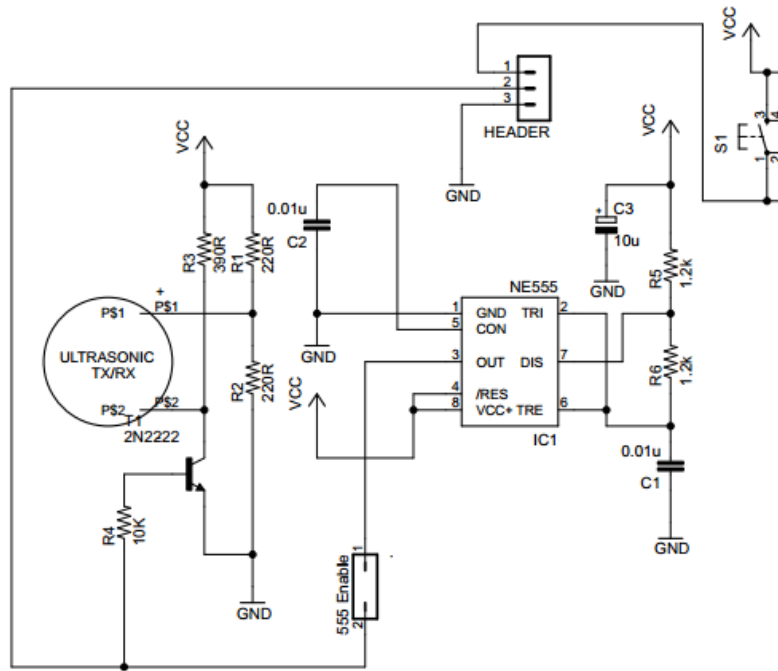 VCC
1
2
3
HEADER
GND
VCC
3
4
S1
1
2
VCC
VCC
0.01u
C2
+
C3
10u
GND
R3
390R
R1
220R
R5
1.2k
NE555
1
GND
TRI
2
5
CON
3
OUT
DIS
7
4
/RES
8
VCC+
TRE
6
IC1
GND
+
P$1
P$1
ULTRASONIC
TX/RX
P$2
P$2
T1
2N2222
R2
220R
VCC
R6
1.2k
0.01u
C1
GND
R4
10K
GND
555 Enable
1
2